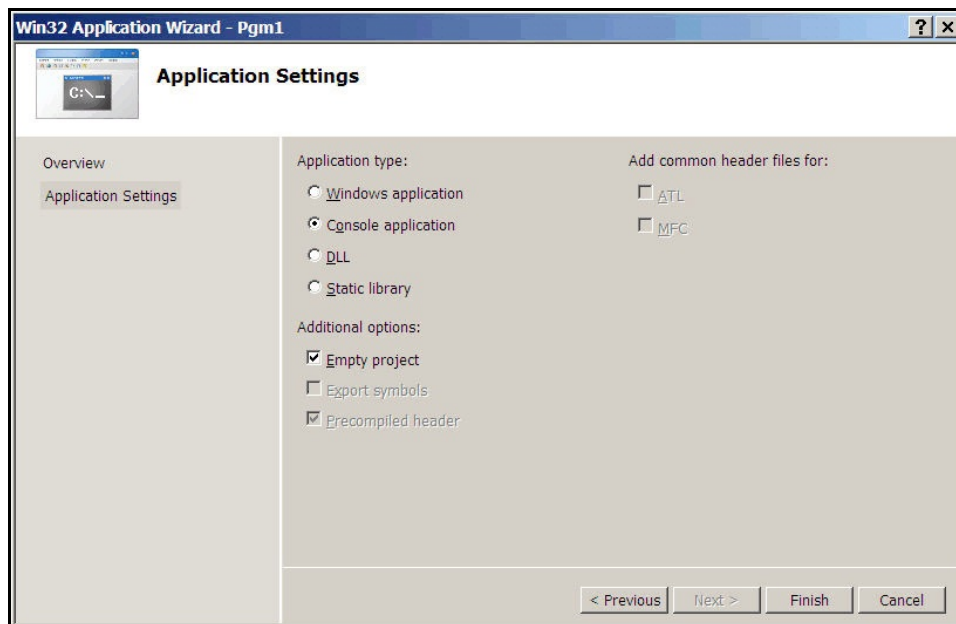 Win32 Application Wizard - Pgm1
C:\_
Application Settings
Overview
Application Settings
Application type:
Windows application
Console application
DLL
Static library
Additional options:
Empty project
Export symbols
Precompiled header
Add common header files for:
ATL
MFC
< Previous
Next >
Finish
Cancel